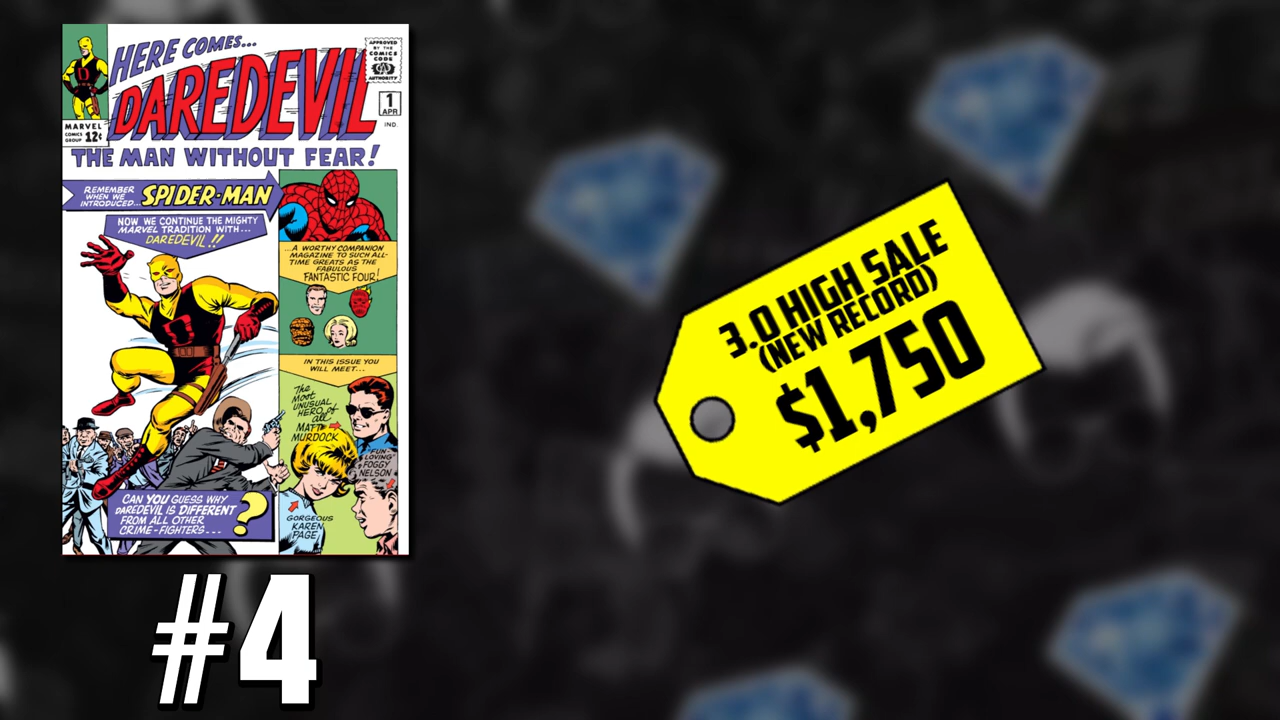 HERE COMES...
DAREDEVIL
APPROVED
BY THE
COMICS
CODE
AUTHORITY
MARVEL
COMICS
GROUP
12¢
1
APR
IND.
THE MAN WITHOUT FEAR!
REMEMBER
WHEN WE
INTRODUCED...
SPIDER-MAN
NOW WE CONTINUE THE MIGHTY
MARVEL TRADITION WITH...
DAREDEVIL!!
...A WORTHY COMPANION
MAGAZINE TO SUCH ALL-
TIME GREATS AS THE
FABULOUS
FANTASTIC FOUR!
IN THIS ISSUE YOU
WILL MEET...
The
Most
UNUSUAL
HERO of
all
MATT
MURDOCK
"FUN-
LOVING"
FOGGY
NELSON
GORGEOUS
KAREN
PAGE
CAN YOU GUESS WHY
DAREDEVIL IS DIFFERENT
FROM ALL OTHER
CRIME-FIGHTERS...
?
#4
3.0 HIGH SALE
(NEW RECORD)
$1,750